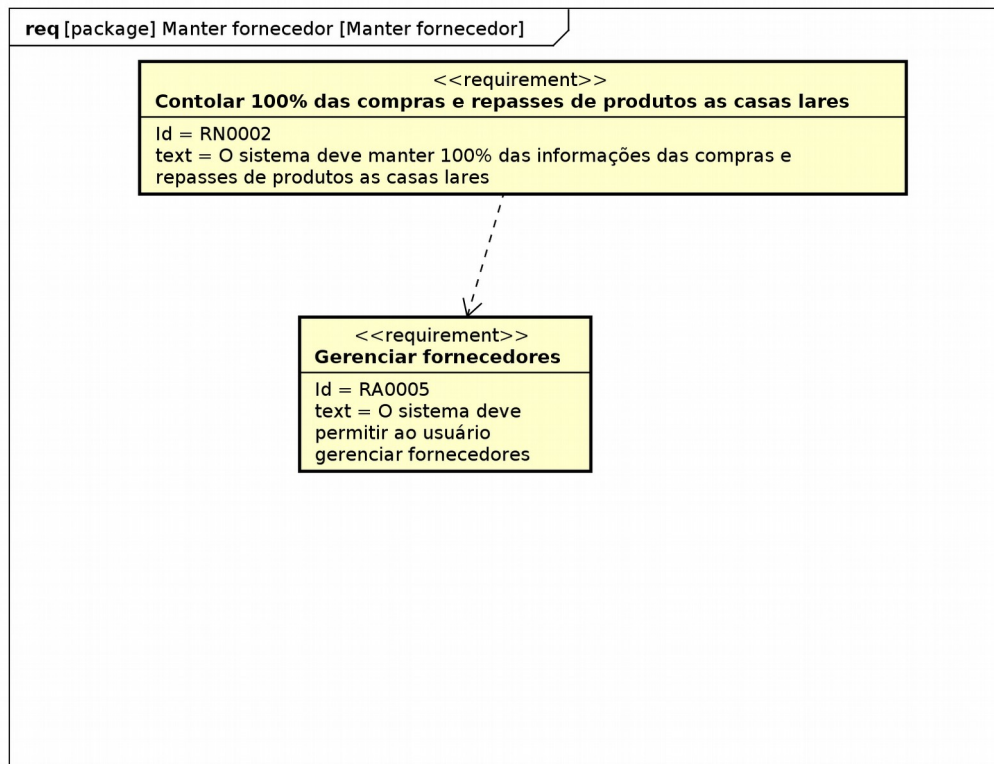 req [package] Manter fornecedor [Manter fornecedor]
<<requirement>>
Contolar 100% das compras e repasses de produtos as casas lares
Id = RN0002
text = O sistema deve manter 100% das informações das compras e
repasses de produtos as casas lares
<<requirement>>
Gerenciar fornecedores
Id = RA0005
text = O sistema deve
permitir ao usuário
gerenciar fornecedores